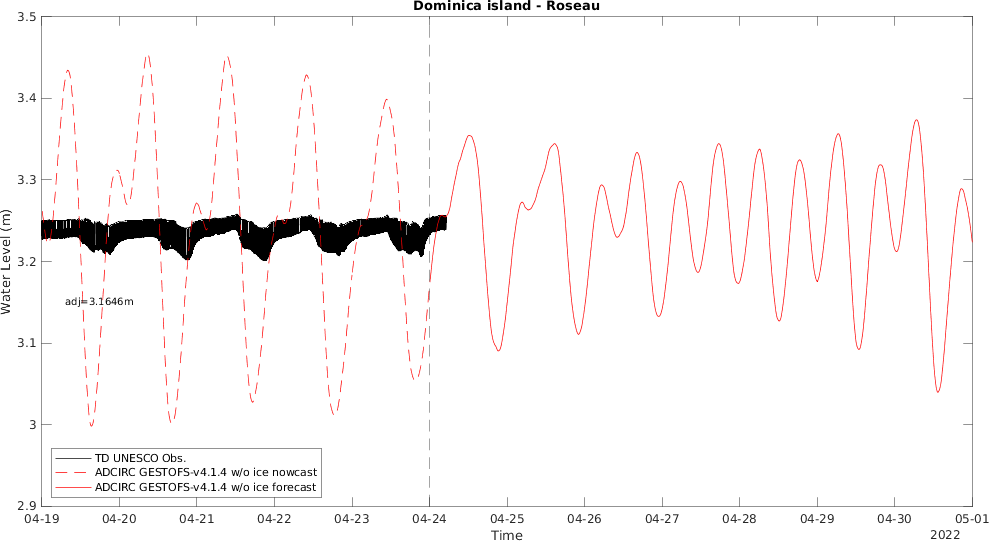 Dominica island - Roseau
3.5
3.4
3.3
3.2
3.1
3
2.9
Water Level (m)
adj=3.1646m
TD UNESCO Obs.
ADCIRC GESTOFS-v4.1.4 w/o ice nowcast
ADCIRC GESTOFS-v4.1.4 w/o ice forecast
04-19 04-20 04-21 04-22 04-23 04-24 04-25 04-26 04-27 04-28 04-29 04-30 05-01
Time
2022